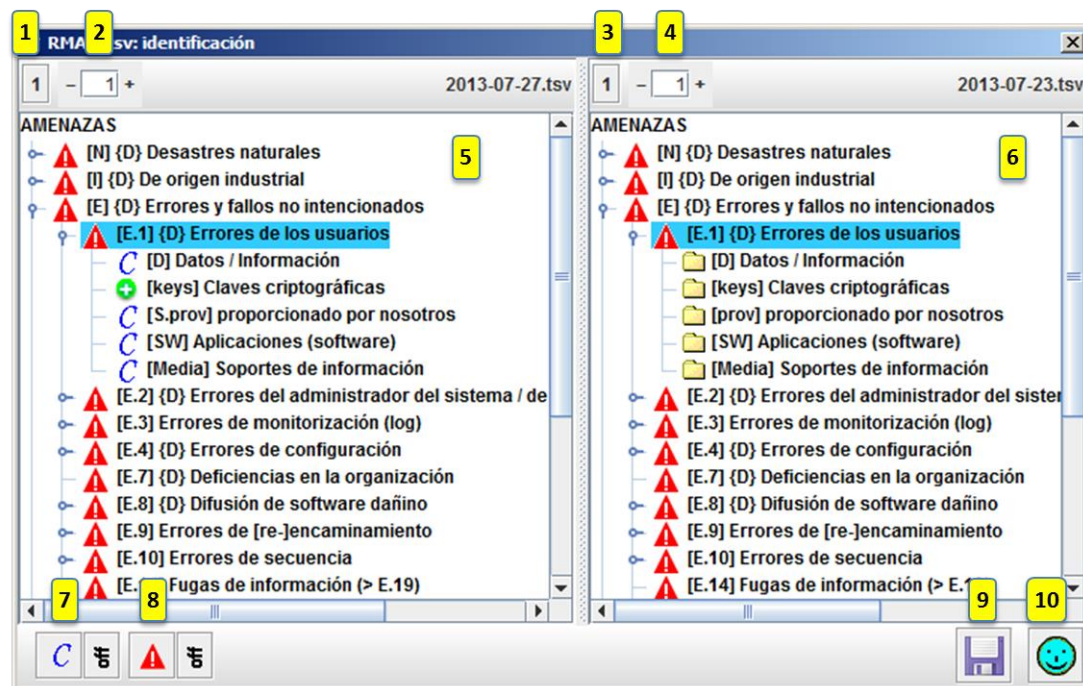 1 2 3 4
RMA sv: identificación
1 – 1 + 2013-07-27.tsv
1 – 1 + 2013-07-23.tsv
AMENAZAS
[N] {D} Desastres naturales
[I] {D} De origen industrial
[E] {D} Errores y fallos no intencionados
[E.1] {D} Errores de los usuarios
C [D] Datos / Información
[keys] Claves criptográficas
C [S.prov] proporcionado por nosotros
C [SW] Aplicaciones (software)
C [Media] Soportes de información
[E.2] {D} Errores del administrador del sistema / de
[E.3] Errores de monitorización (log)
[E.4] {D} Errores de configuración
[E.7] {D} Deficiencias en la organización
[E.8] {D} Difusión de software dañino
[E.9] Errores de [re-]encaminamiento
[E.10] Errores de secuencia
[E. Fugas de información (> E.19)
5
AMENAZAS
[N] {D} Desastres naturales
[I] {D} De origen industrial
[E] {D} Errores y fallos no intencionados
[E.1] {D} Errores de los usuarios
[D] Datos / Información
[keys] Claves criptográficas
[prov] proporcionado por nosotros
[SW] Aplicaciones (software)
[Media] Soportes de información
[E.2] {D} Errores del administrador del sister
[E.3] Errores de monitorización (log)
[E.4] {D} Errores de configuración
[E.7] {D} Deficiencias en la organización
[E.8] {D} Difusión de software dañino
[E.9] Errores de [re-]encaminamiento
[E.10] Errores de secuencia
[E.14] Fugas de información (> E.1
6
7 8 9 10
C